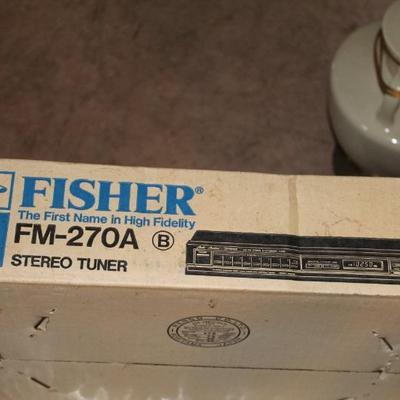 FISHER®
The First Name in High Fidelity
FM-270A Ⓑ
STEREO TUNER